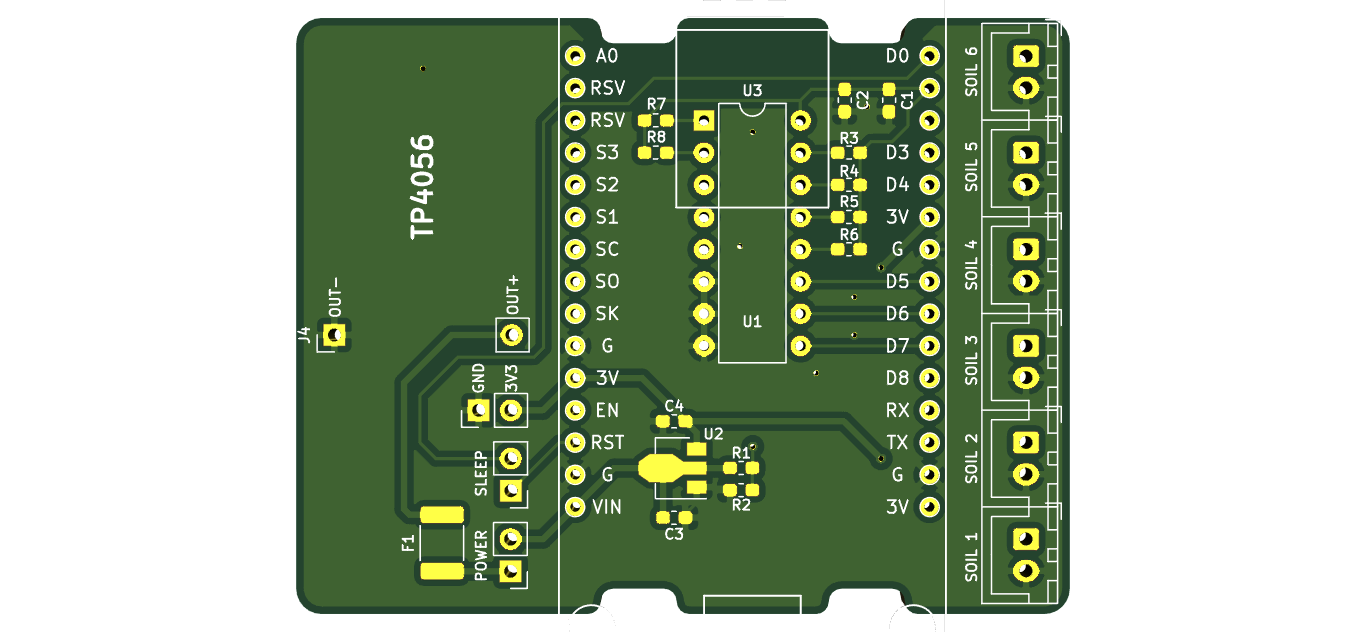 TP4056
OUT-
J4
OUT+
GND
3V3
SLEEP
POWER
F1
A0
RSV
RSV
S3
S2
S1
SC
SO
SK
G
3V
EN
RST
G
VIN
R7
R8
U3
U1
C4
U2
R1
R2
C3
C2
C1
R3
R4
R5
R6
D0
D3
D4
3V
G
D5
D6
D7
D8
RX
TX
G
3V
SOIL 6
SOIL 5
SOIL 4
SOIL 3
SOIL 2
SOIL 1